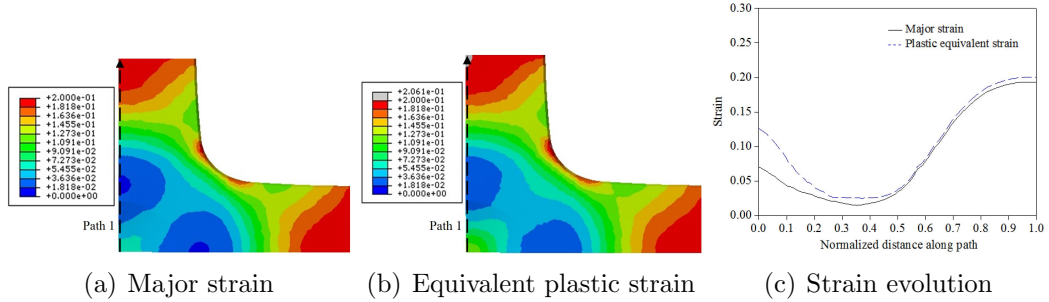 +2.000e-01
+1.818e-01
+1.636e-01
+1.455e-01
+1.273e-01
+1.091e-01
+9.091e-02
+7.273e-02
+5.455e-02
+3.636e-02
+1.818e-02
+0.000e+00
Path 1
(a) Major strain
+2.061e-01
+2.000e-01
+1.818e-01
+1.636e-01
+1.455e-01
+1.273e-01
+1.091e-01
+9.091e-02
+7.273e-02
+5.455e-02
+3.636e-02
+1.818e-02
+0.000e+00
Path 1
(b) Equivalent plastic strain
0.30
0.25
0.20
0.15
0.10
0.05
0.00
Strain
Major strain
Plastic equivalent strain
0.0 0.1 0.2 0.3 0.4 0.5 0.6 0.7 0.8 0.9 1.0
Normalized distance along path
(c) Strain evolution